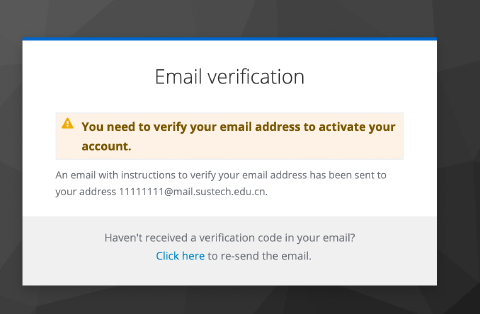 Email verification
You need to verify your email address to activate your
account.
An email with instructions to verify your email address has been sent to
your address 11111111@mail.sustech.edu.cn.
Haven't received a verification code in your email?
Click here to re-send the email.